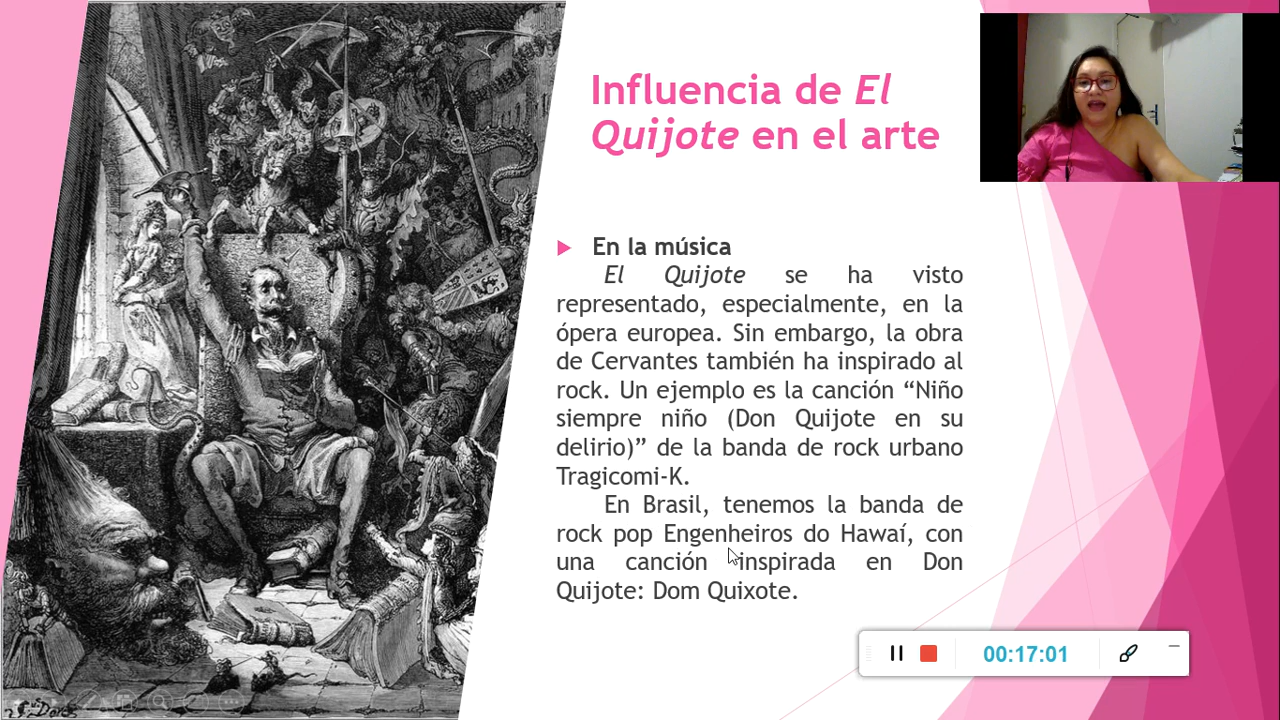 Influencia de El
Quijote en el arte
En la música
El Quijote se ha visto
representado, especialmente, en la
ópera europea. Sin embargo, la obra
de Cervantes también ha inspirado al
rock. Un ejemplo es la canción “Niño
siempre niño (Don Quijote en su
delirio)” de la banda de rock urbano
Tragicomi-K.
En Brasil, tenemos la banda de
rock pop Engenheiros do Hawaí, con
una canción inspirada en Don
Quijote: Dom Quixote.
00:17:01